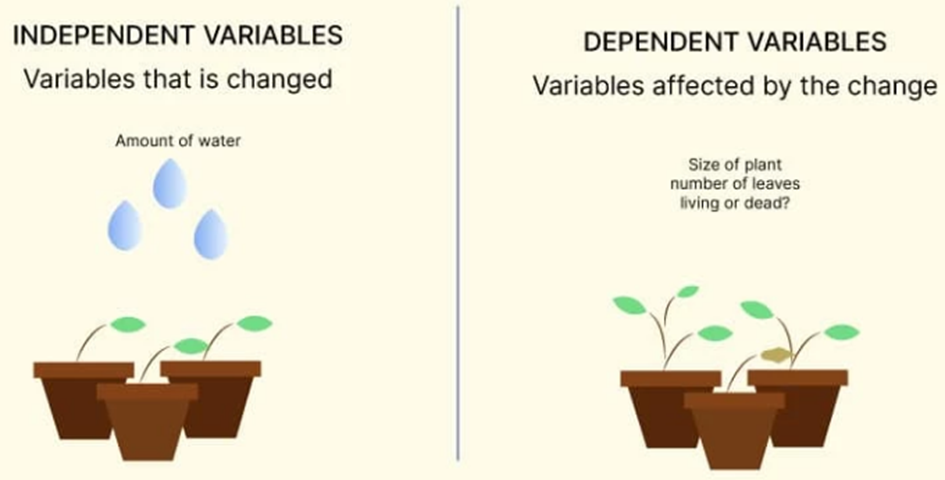 INDEPENDENT VARIABLES
Variables that is changed
Amount of water
DEPENDENT VARIABLES
Variables affected by the change
Size of plant
number of leaves
living or dead?